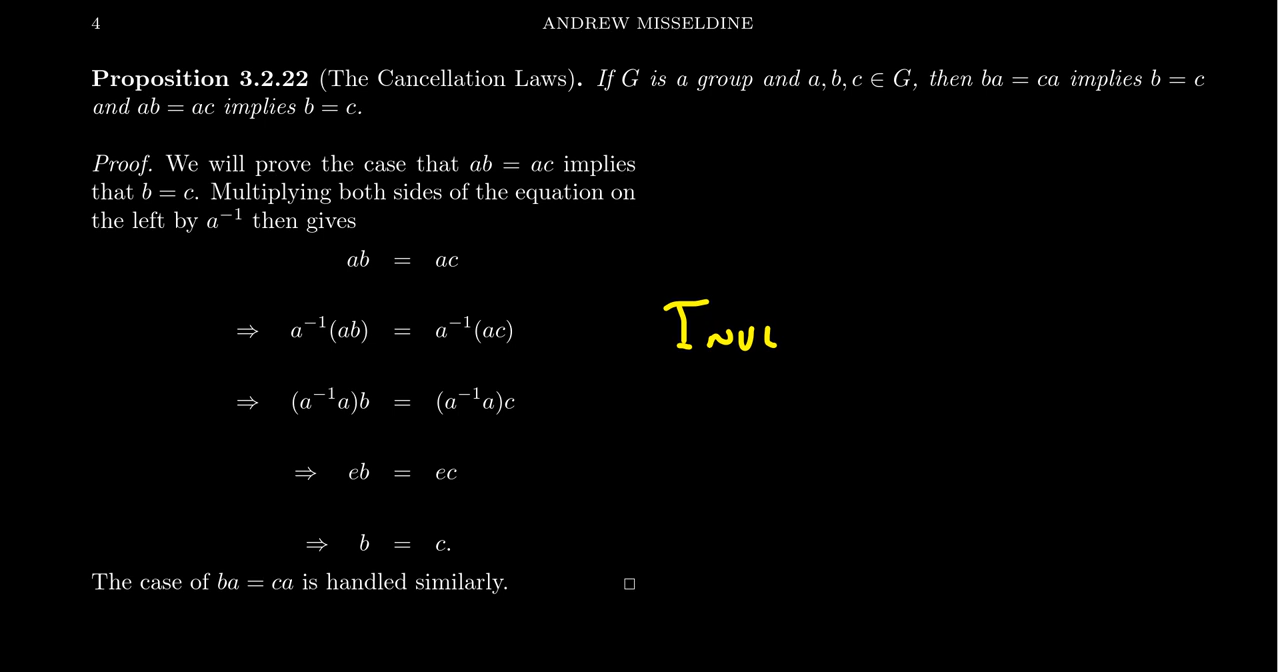 4 ANDREW MISSELDINE
Proposition 3.2.22 (The Cancellation Laws). If G is a group and a, b, c ∈ G, then ba = ca implies b = c
and ab = ac implies b = c.
Proof. We will prove the case that ab = ac implies
that b = c. Multiplying both sides of the equation on
the left by a⁻¹ then gives
ab = ac
⇒ a⁻¹(ab) = a⁻¹(ac)
⇒ (a⁻¹a)b = (a⁻¹a)c
⇒ eb = ec
⇒ b = c.
The case of ba = ca is handled similarly. □